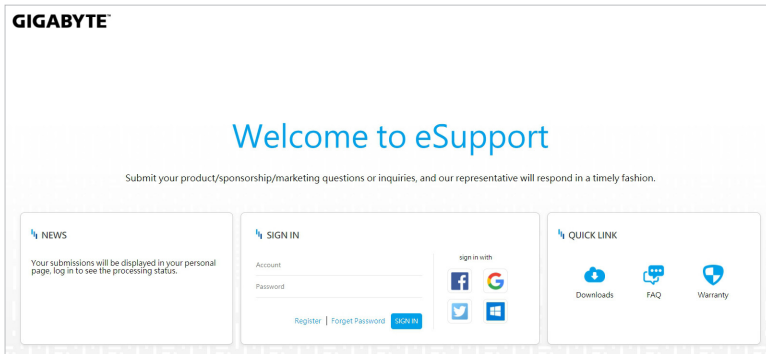 GIGABYTE™
Welcome to eSupport
Submit your product/sponsorship/marketing questions or inquiries, and our representative will respond in a timely fashion.
NEWS
Your submissions will be displayed in your personal
page, log in to see the processing status.
SIGN IN
Account
Password
Register | Forget Password SIGN IN
sign in with
QUICK LINK
Downloads FAQ Warranty